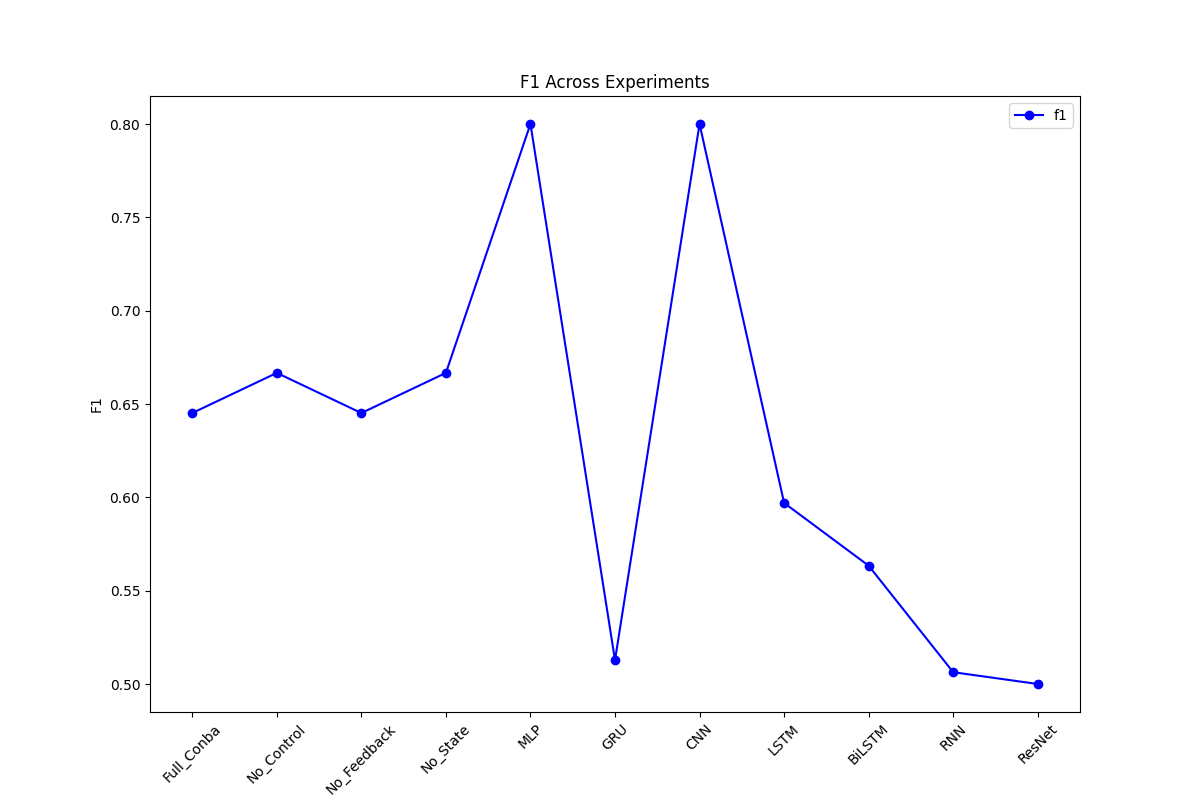 F1 Across Experiments
f1
F1
0.80
0.75
0.70
0.65
0.60
0.55
0.50
Full_Conba
No_Control
No_Feedback
No_State
MLP
GRU
CNN
LSTM
BiLSTM
RNN
ResNet